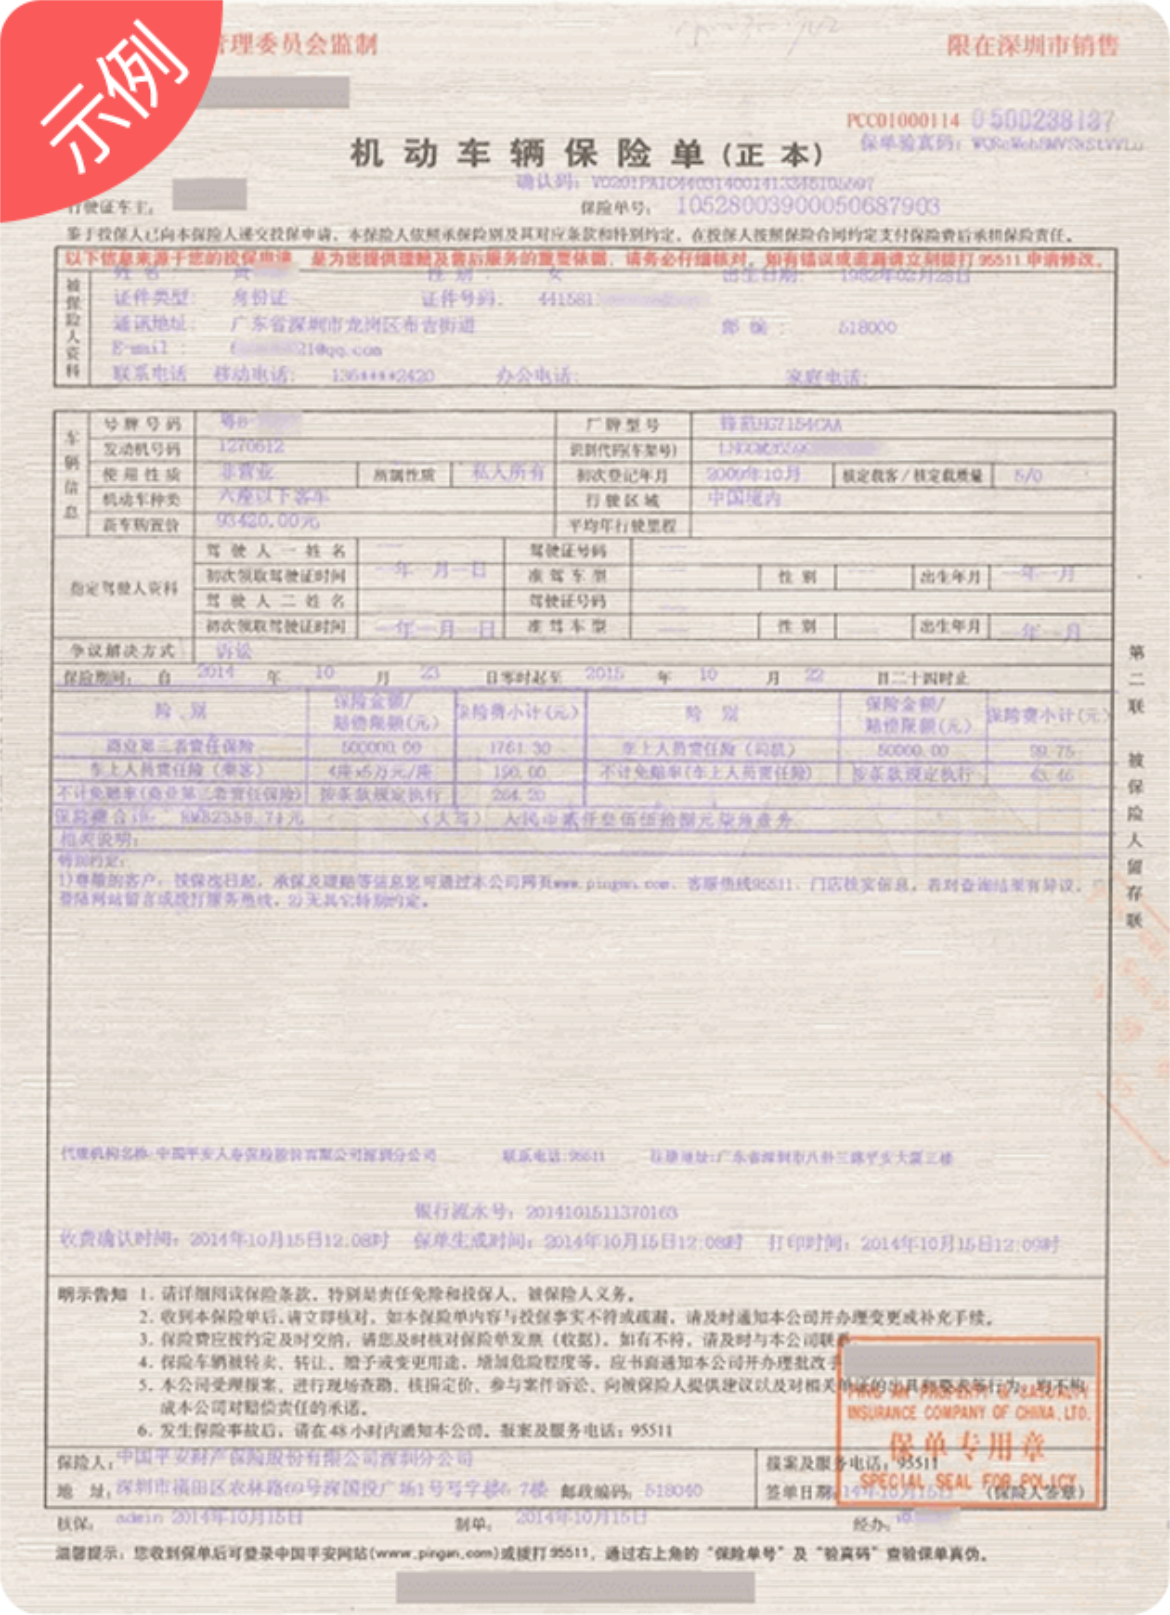 示例
管理委员会监制
限在深圳市销售
PCC01000114 0500238187
机动车辆保险单(正本)
保单验真码:
确认码:
行驶证车主:
保险单号: 10528003900050687903
鉴于投保人已向本保险人递交投保申请,本保险人依照承保险别及其对应条款和特别约定,在投保人按照保险合同约定支付保险费后承担保险责任。
以下信息来源于您的投保申请,是为您提供理赔及售后服务的重要依据,请务必仔细核对,如有错误或遗漏请立刻拨打95511申请修改。
被保险人资料
姓名 性别: 女 出生日期: 1982年02月28日
证件类型: 身份证 证件号码: 441581
通讯地址: 广东省深圳市龙岗区布吉街道 邮编: 518000
E-mail: 21@qq.com
联系电话 移动电话: 136****2420 办公电话: 家庭电话:
车辆信息
号牌号码 粤B 厂牌型号 锋范HG7154CAA
发动机号码 1270612 识别代码(车架号)
使用性质 非营业 所属性质 私人所有 初次登记年月 2009年10月 核定载客/核定载质量 5/0
机动车种类 六座以下客车 行驶区域 中国境内
新车购置价 93420.00元 平均年行驶里程
指定驾驶人资料
驾驶人一姓名 驾驶证号码
初次领取驾驶证时间 年 月 日 准驾车型 性别 出生年月 年 月
驾驶人二姓名 驾驶证号码
初次领取驾驶证时间 年 月 日 准驾车型 性别 出生年月 年 月
争议解决方式 诉讼
保险期间: 自 2014 年 10 月 23 日零时起至 2015 年 10 月 22 日二十四时止
险别 保险金额/赔偿限额(元) 保险费小计(元) 险别 保险金额/赔偿限额(元) 保险费小计(元)
商业第三者责任保险 500000.00 1761.30 车上人员责任险(司机) 50000.00 99.75
车上人员责任险(乘客) 4座×5万元/座 190.00 不计免赔率(车上人员责任险) 按条款规定执行 43.46
不计免赔率(商业第三者责任保险) 按条款规定执行 264.20
保险费合计: RMB2358.71元 (大写) 人民币贰仟叁佰伍拾捌元柒角壹分
相关说明:
特别约定:
1)尊敬的客户:投保次日起,承保及理赔等信息您可通过本公司网页www.pingan.com、客服热线95511、门店核实信息,若对查询结果有异议,
登陆网站留言或拨打服务热线。2)无其它特别约定。
第二联 被保险人留存联
代理机构名称:中国平安人寿保险股份有限公司深圳分公司 联系电话:95511 注册地址:广东省深圳市八卦三路平安大厦三楼
银行流水号: 2014101511370163
收费确认时间: 2014年10月15日12:08时 保单生成时间: 2014年10月15日12:08时 打印时间: 2014年10月15日12:09时
明示告知 1. 请详细阅读保险条款,特别是责任免除和投保人、被保险人义务。
2. 收到本保险单后,请立即核对,如本保险单内容与投保事实不符或疏漏,请及时通知本公司并办理变更或补充手续。
3. 保险费应按约定及时交纳,请您及时核对保险单发票(收据),如有不符,请及时与本公司联系。
4. 保险车辆被转卖、转让、赠予或变更用途、增加危险程度等,应书面通知本公司并办理批改手
5. 本公司受理报案、进行现场查勘、核损定价、参与案件诉讼、向被保险人提供建议以及对相关单证的出具和要求等行为,均不构
成本公司对赔偿责任的承诺。
6. 发生保险事故后,请在48小时内通知本公司。报案及服务电话:95511
PING AN PROPERTY & CASUALTY
INSURANCE COMPANY OF CHINA, LTD.
保单专用章
SPECIAL SEAL FOR POLICY
保险人: 中国平安财产保险股份有限公司深圳分公司 报案及服务电话: 95511
地址: 深圳市福田区农林路69号深国投广场1号写字楼6 7楼 邮政编码: 518040 签单日期: 14年10月15日 (保险人签章)
核保: admin 2014年10月15日 制单: 2014年10月15日 经办:
温馨提示:您收到保单后可登录中国平安网站(www.pingan.com)或拨打95511,通过右上角的“保险单号”及“验真码”查验保单真伪。